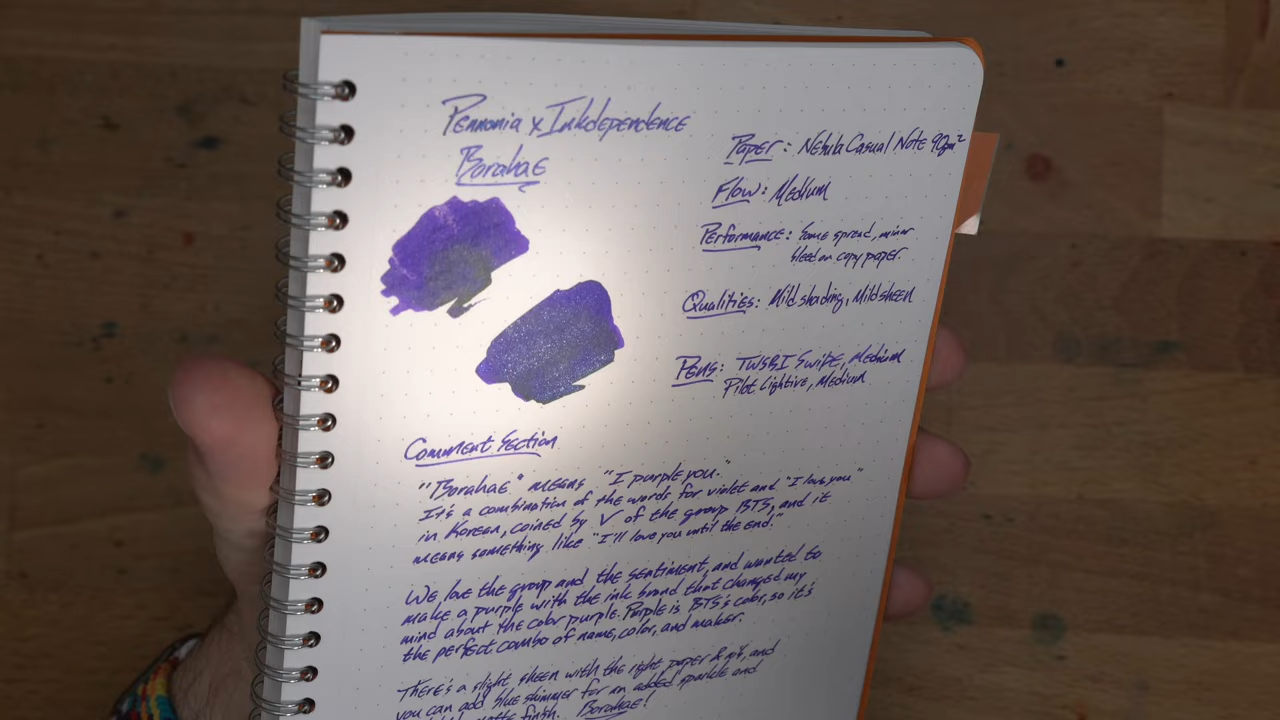 Pennonia x Inkdependence
Borahae
Paper: Nebula Casual Note 90gm²
Flow: Medium
Performance: Some spread, minor
bleed on copy paper.
Qualities: Mild shading, Mild sheen
Pens: TWSBI Swipe, Medium
Pilot Lightive, Medium
Comment Section
"Borahae" means "I purple you."
It's a combination of the words for violet and "I love you"
in Korean, coined by V of the group BTS, and it
means something like "I'll love you until the end."
We love the group and the sentiment, and wanted to
make a purple with the ink brand that changed my
mind about the color purple. Purple is BTS's color, so it's
the perfect combo of name, color, and maker.
There's a slight sheen with the right paper & nib, and
you can add blue shimmer for an added sparkle and
matte finish. Borahae!